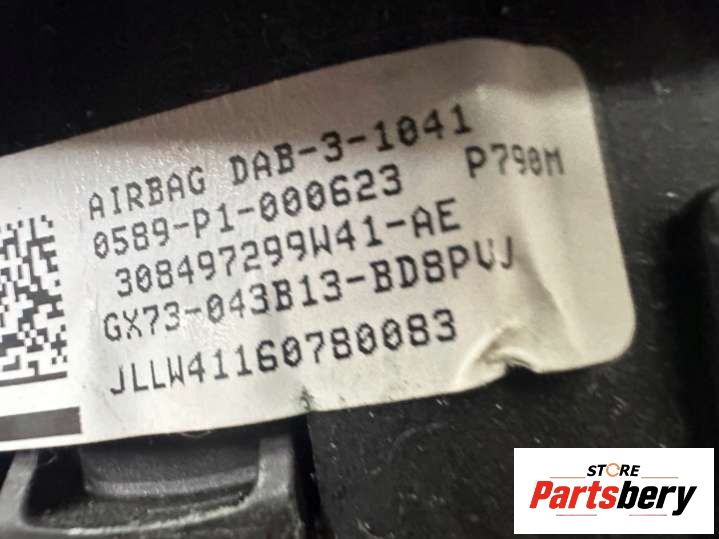 AIRBAG DAB-3-1041
0589-P1-000623 P790M
308497299W41-AE
GX73-043B13-BD8PVJ
JLLW41160780083
STORE
Partsbery